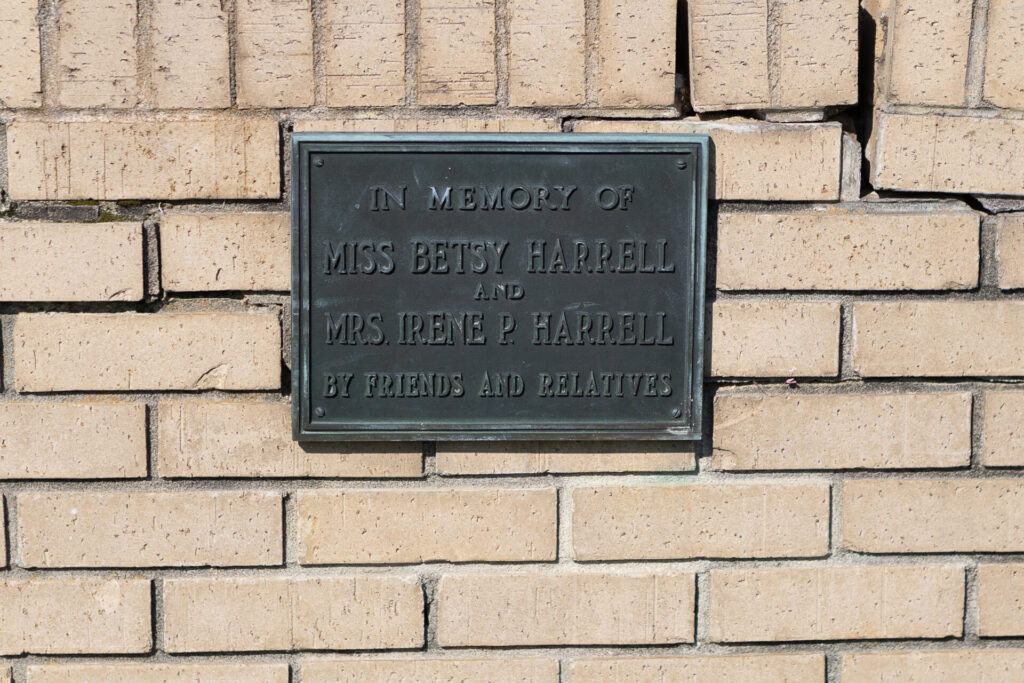 IN MEMORY OF
MISS BETSY HARRELL
AND
MRS. IRENE P. HARRELL
BY FRIENDS AND RELATIVES